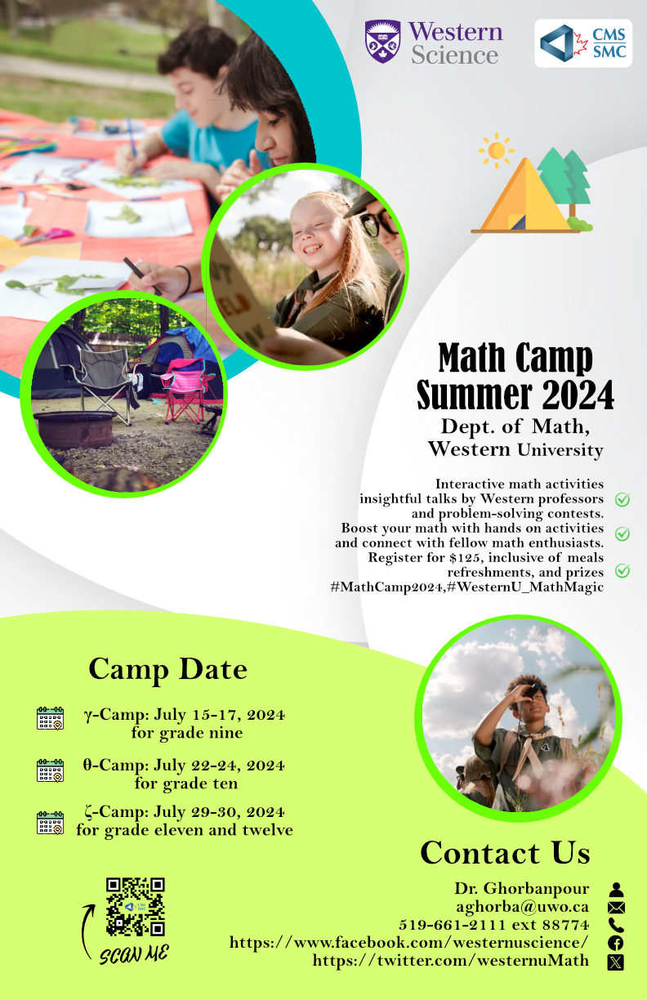 Western
Science
CMS
SMC
Math Camp
Summer 2024
Dept. of Math,
Western University
Interactive math activities
insightful talks by Western professors
and problem-solving contests.
Boost your math with hands on activities
and connect with fellow math enthusiasts.
Register for $125, inclusive of meals
refreshments, and prizes
#MathCamp2024,#WesternU_MathMagic
Camp Date
γ-Camp: July 15-17, 2024
for grade nine
θ-Camp: July 22-24, 2024
for grade ten
ζ-Camp: July 29-30, 2024
for grade eleven and twelve
SCAN ME
Contact Us
Dr. Ghorbanpour
aghorba@uwo.ca
519-661-2111 ext 88774
https://www.facebook.com/westernuscience/
https://twitter.com/westernuMath